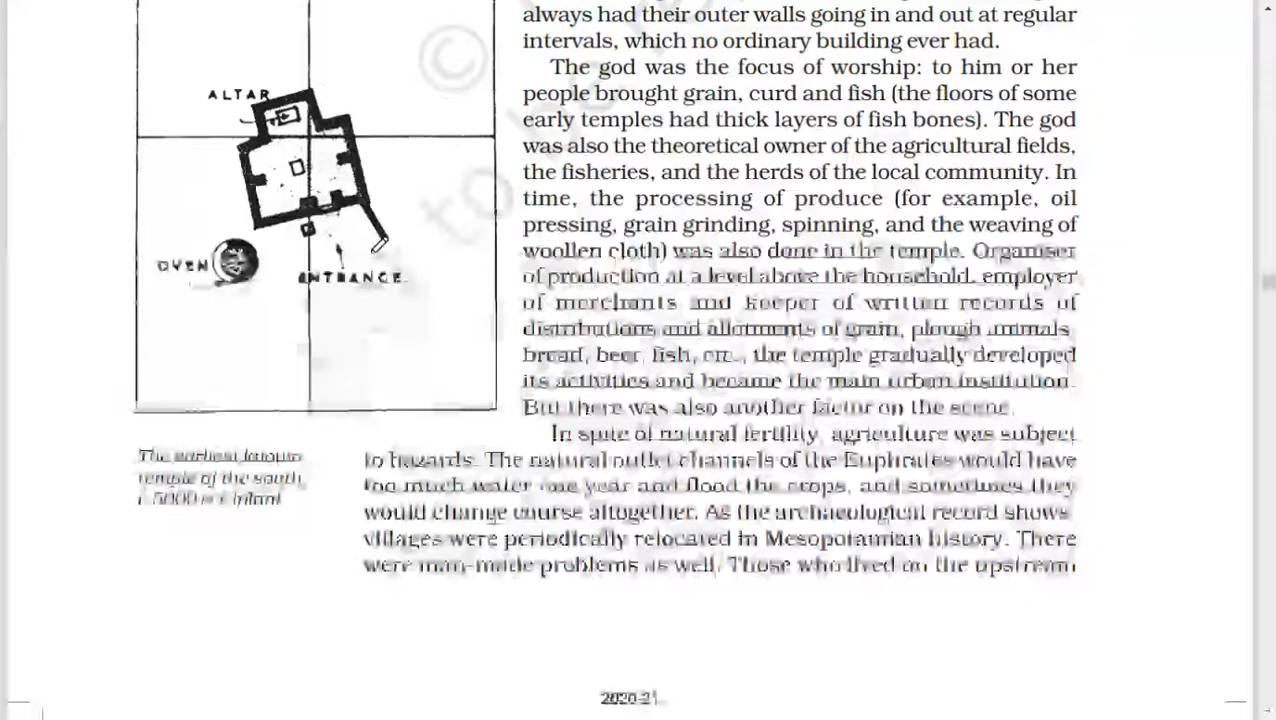 always had their outer walls going in and out at regular
intervals, which no ordinary building ever had.
The god was the focus of worship: to him or her
people brought grain, curd and fish (the floors of some
early temples had thick layers of fish bones). The god
was also the theoretical owner of the agricultural fields,
the fisheries, and the herds of the local community. In
time, the processing of produce (for example, oil
pressing, grain grinding, spinning, and the weaving of
woollen cloth) was also done in the temple. Organiser
of production at a level above the household, employer
of merchants and keeper of written records of
distributions and allotments of grain, plough animals,
bread, beer, fish, etc., the temple gradually developed
its activities and became the main urban institution.
But there was also another factor on the scene.
In spite of natural fertility, agriculture was subject
to hazards. The natural outlet channels of the Euphrates would have
too much water one year and flood the crops, and sometimes they
would change course altogether. As the archaeological record shows,
villages were periodically relocated in Mesopotamian history. There
were man-made problems as well. Those who lived on the upstream
ALTAR
OVEN
ENTRANCE
The earliest known
temple of the south,
c. 5000 BCE (plan).
©
to be re
2020-21